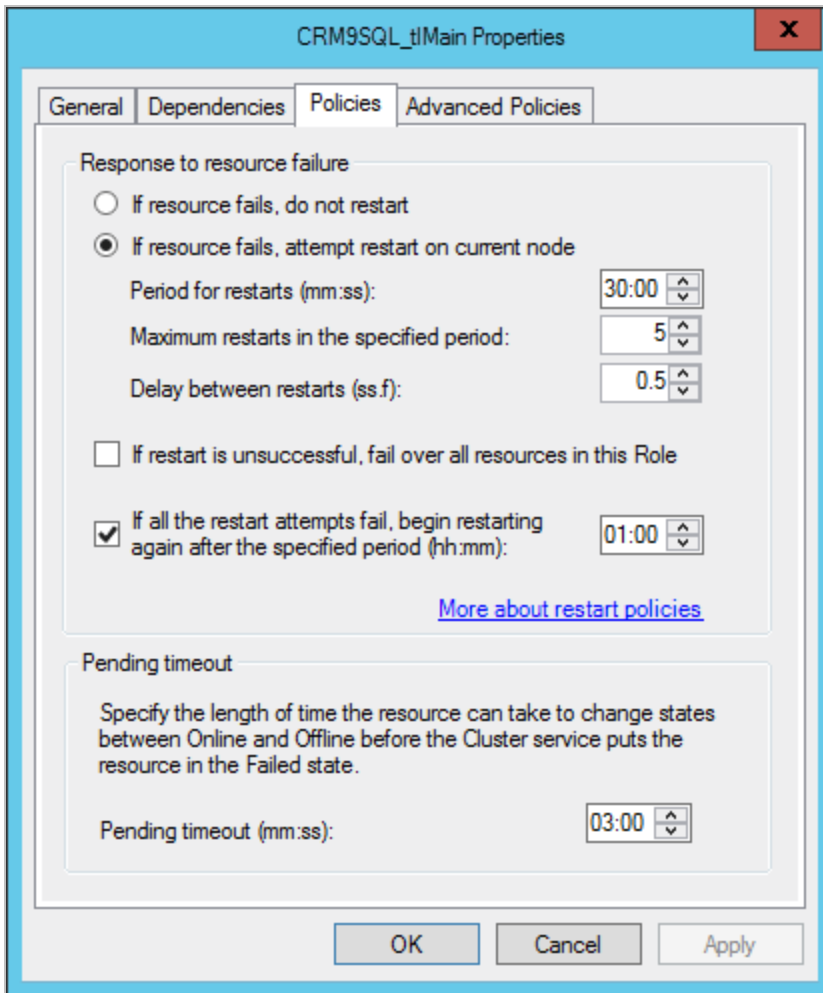 CRM9SQL_tlMain Properties
x
General Dependencies Policies Advanced Policies
Response to resource failure
If resource fails, do not restart
If resource fails, attempt restart on current node
Period for restarts (mm:ss): 30:00
Maximum restarts in the specified period: 5
Delay between restarts (ss.f): 0.5
If restart is unsuccessful, fail over all resources in this Role
If all the restart attempts fail, begin restarting
again after the specified period (hh:mm): 01:00
More about restart policies
Pending timeout
Specify the length of time the resource can take to change states
between Online and Offline before the Cluster service puts the
resource in the Failed state.
Pending timeout (mm:ss): 03:00
OK Cancel Apply